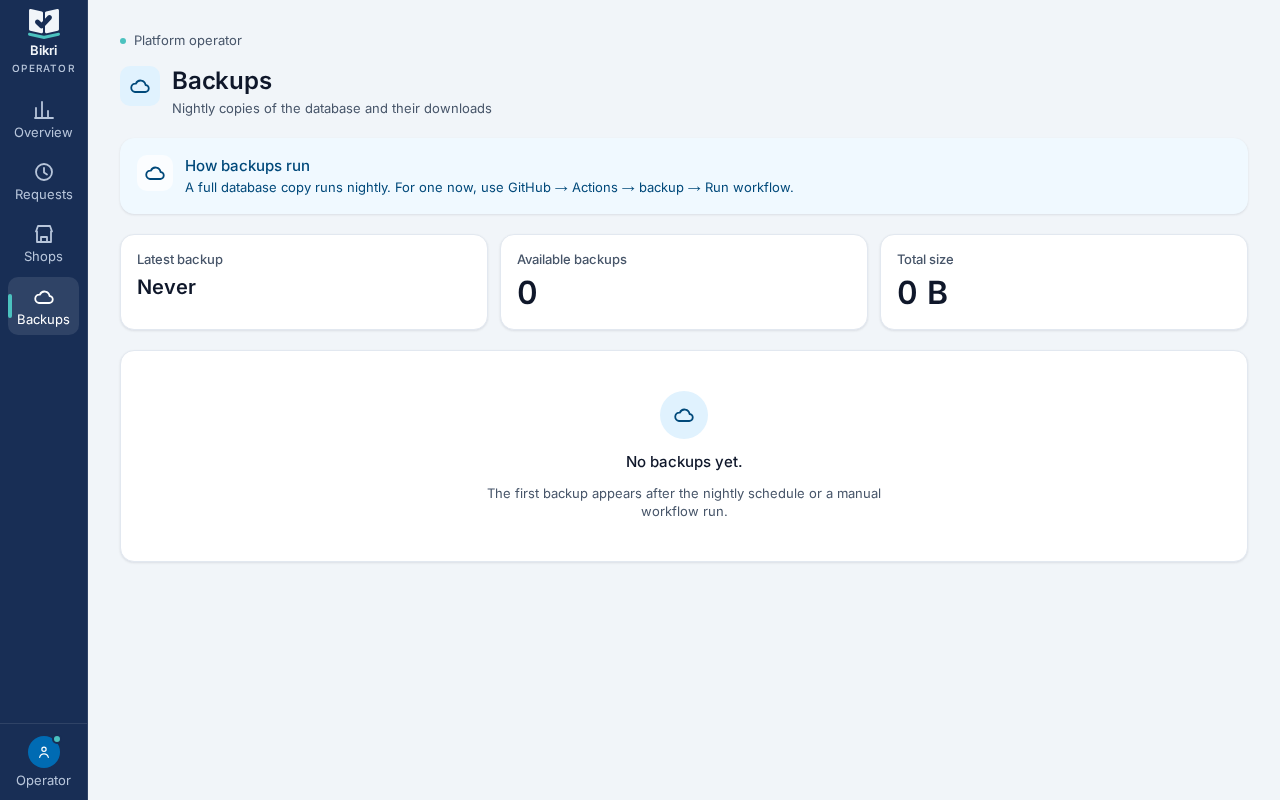 Bikri
OPERATOR
Overview
Requests
Shops
Backups
Operator
Platform operator
Backups
Nightly copies of the database and their downloads
How backups run
A full database copy runs nightly. For one now, use GitHub → Actions → backup → Run workflow.
Latest backup
Never
Available backups
0
Total size
0 B
No backups yet.
The first backup appears after the nightly schedule or a manual
workflow run.